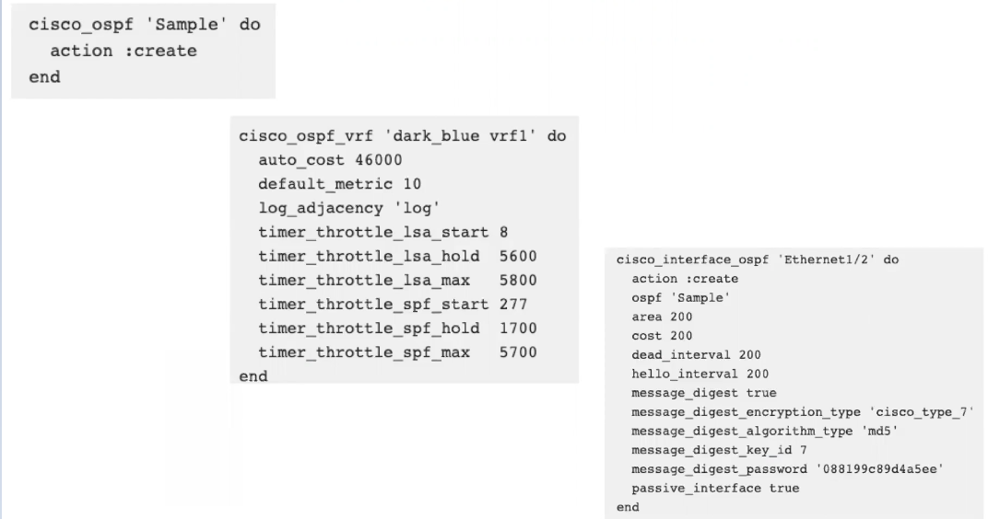 cisco_ospf 'Sample' do
  action :create
end
cisco_ospf_vrf 'dark_blue vrf1' do
  auto_cost 46000
  default_metric 10
  log_adjacency 'log'
  timer_throttle_lsa_start 8
  timer_throttle_lsa_hold  5600
  timer_throttle_lsa_max   5800
  timer_throttle_spf_start 277
  timer_throttle_spf_hold  1700
  timer_throttle_spf_max   5700
end
cisco_interface_ospf 'Ethernet1/2' do
  action :create
  ospf 'Sample'
  area 200
  cost 200
  dead_interval 200
  hello_interval 200
  message_digest true
  message_digest_encryption_type 'cisco_type_7'
  message_digest_algorithm_type 'md5'
  message_digest_key_id 7
  message_digest_password '088199c89d4a5ee'
  passive_interface true
end